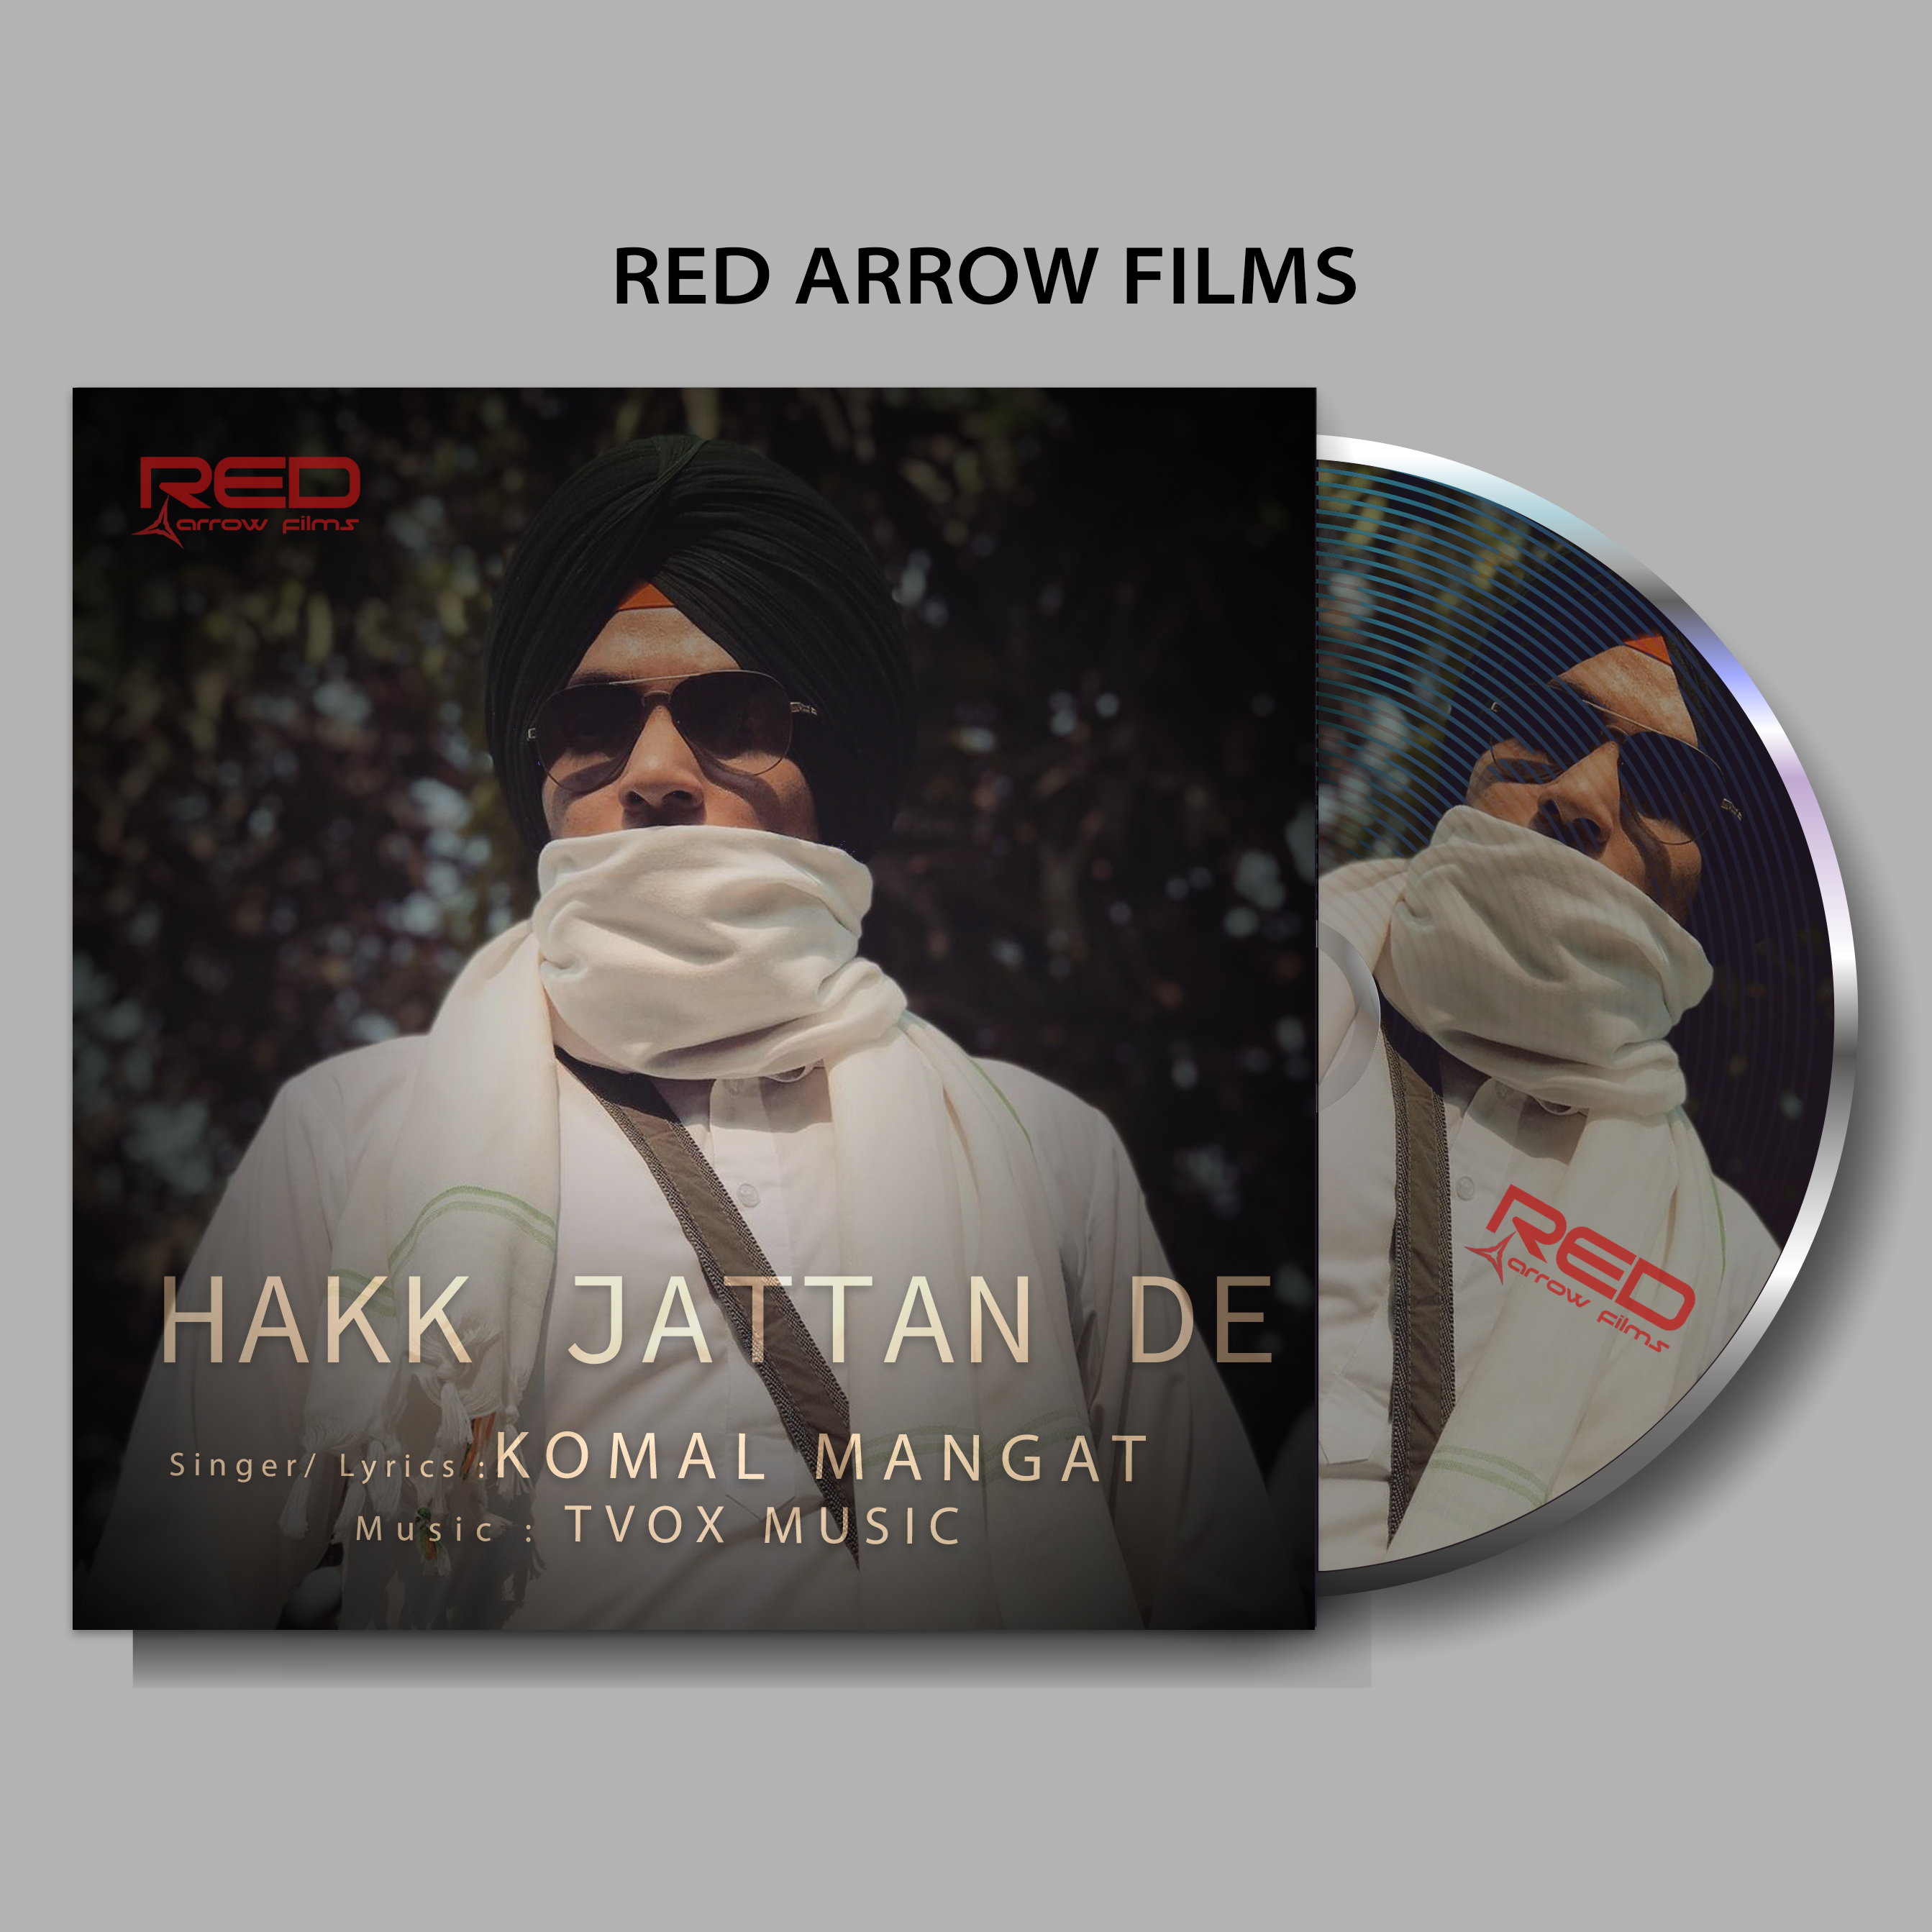 RED ARROW FILMS
RED
arrow films
HAKK JATTAN DE
Singer/ Lyrics : KOMAL MANGAT
Music : TVOX MUSIC
RED
arrow films